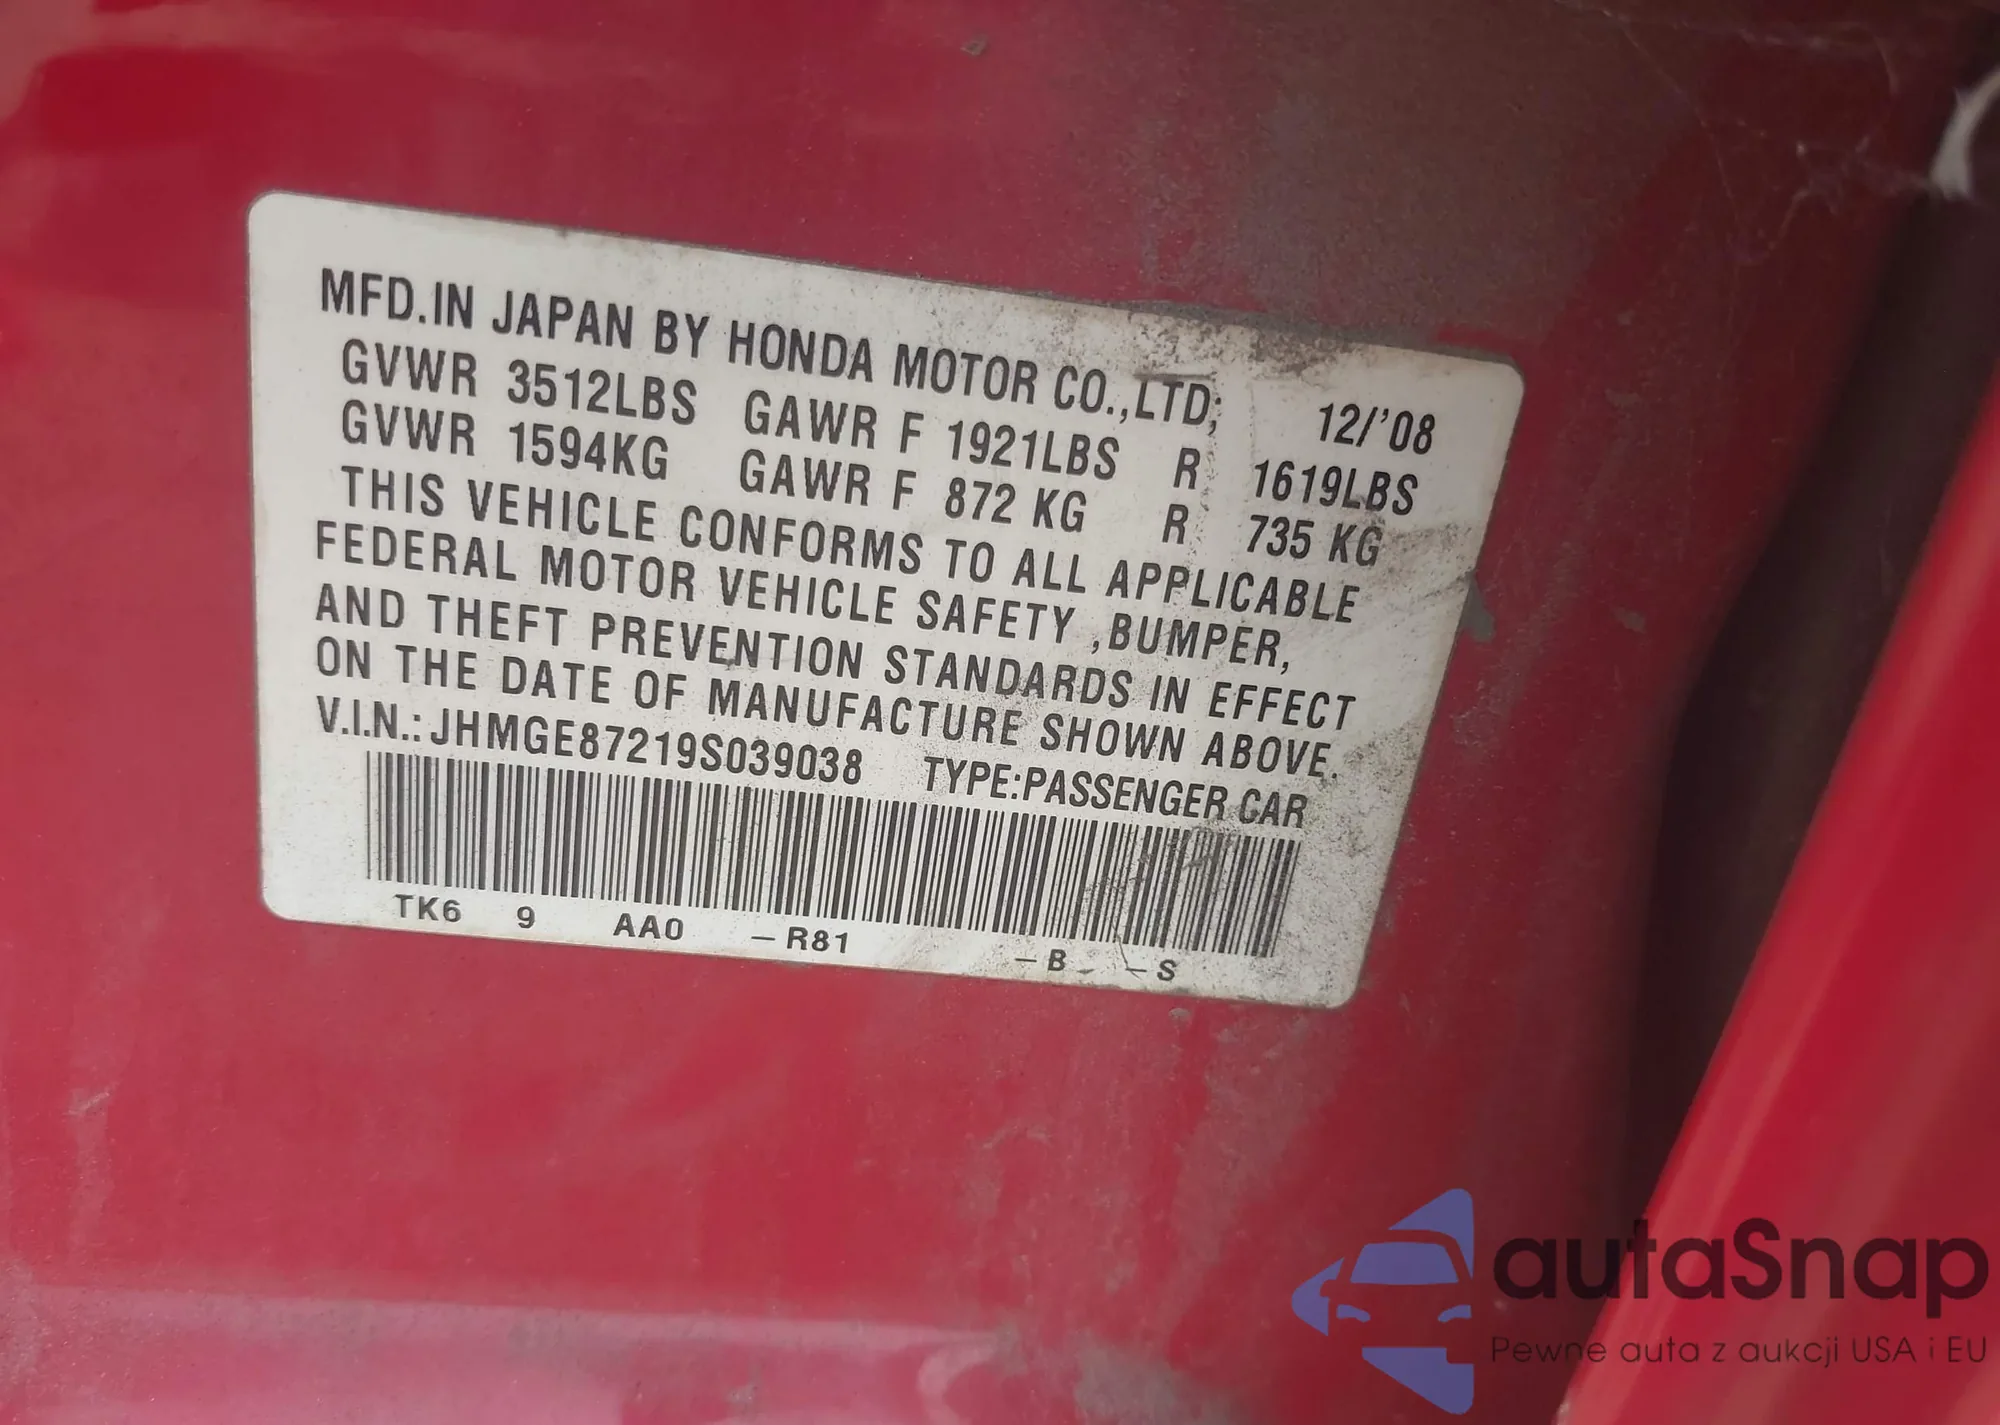 MFD.IN JAPAN BY HONDA MOTOR CO.,LTD; 12/'08
GVWR 3512LBS GAWR F 1921LBS R 1619LBS
GVWR 1594KG GAWR F 872 KG R 735 KG
THIS VEHICLE CONFORMS TO ALL APPLICABLE
FEDERAL MOTOR VEHICLE SAFETY ,BUMPER,
AND THEFT PREVENTION STANDARDS IN EFFECT
ON THE DATE OF MANUFACTURE SHOWN ABOVE.
V.I.N.: JHMGE87219S039038 TYPE:PASSENGER CAR
TK6 9 AA0 -R81 -B -S
autaSnap
Pewne auta z aukcji USA i EU